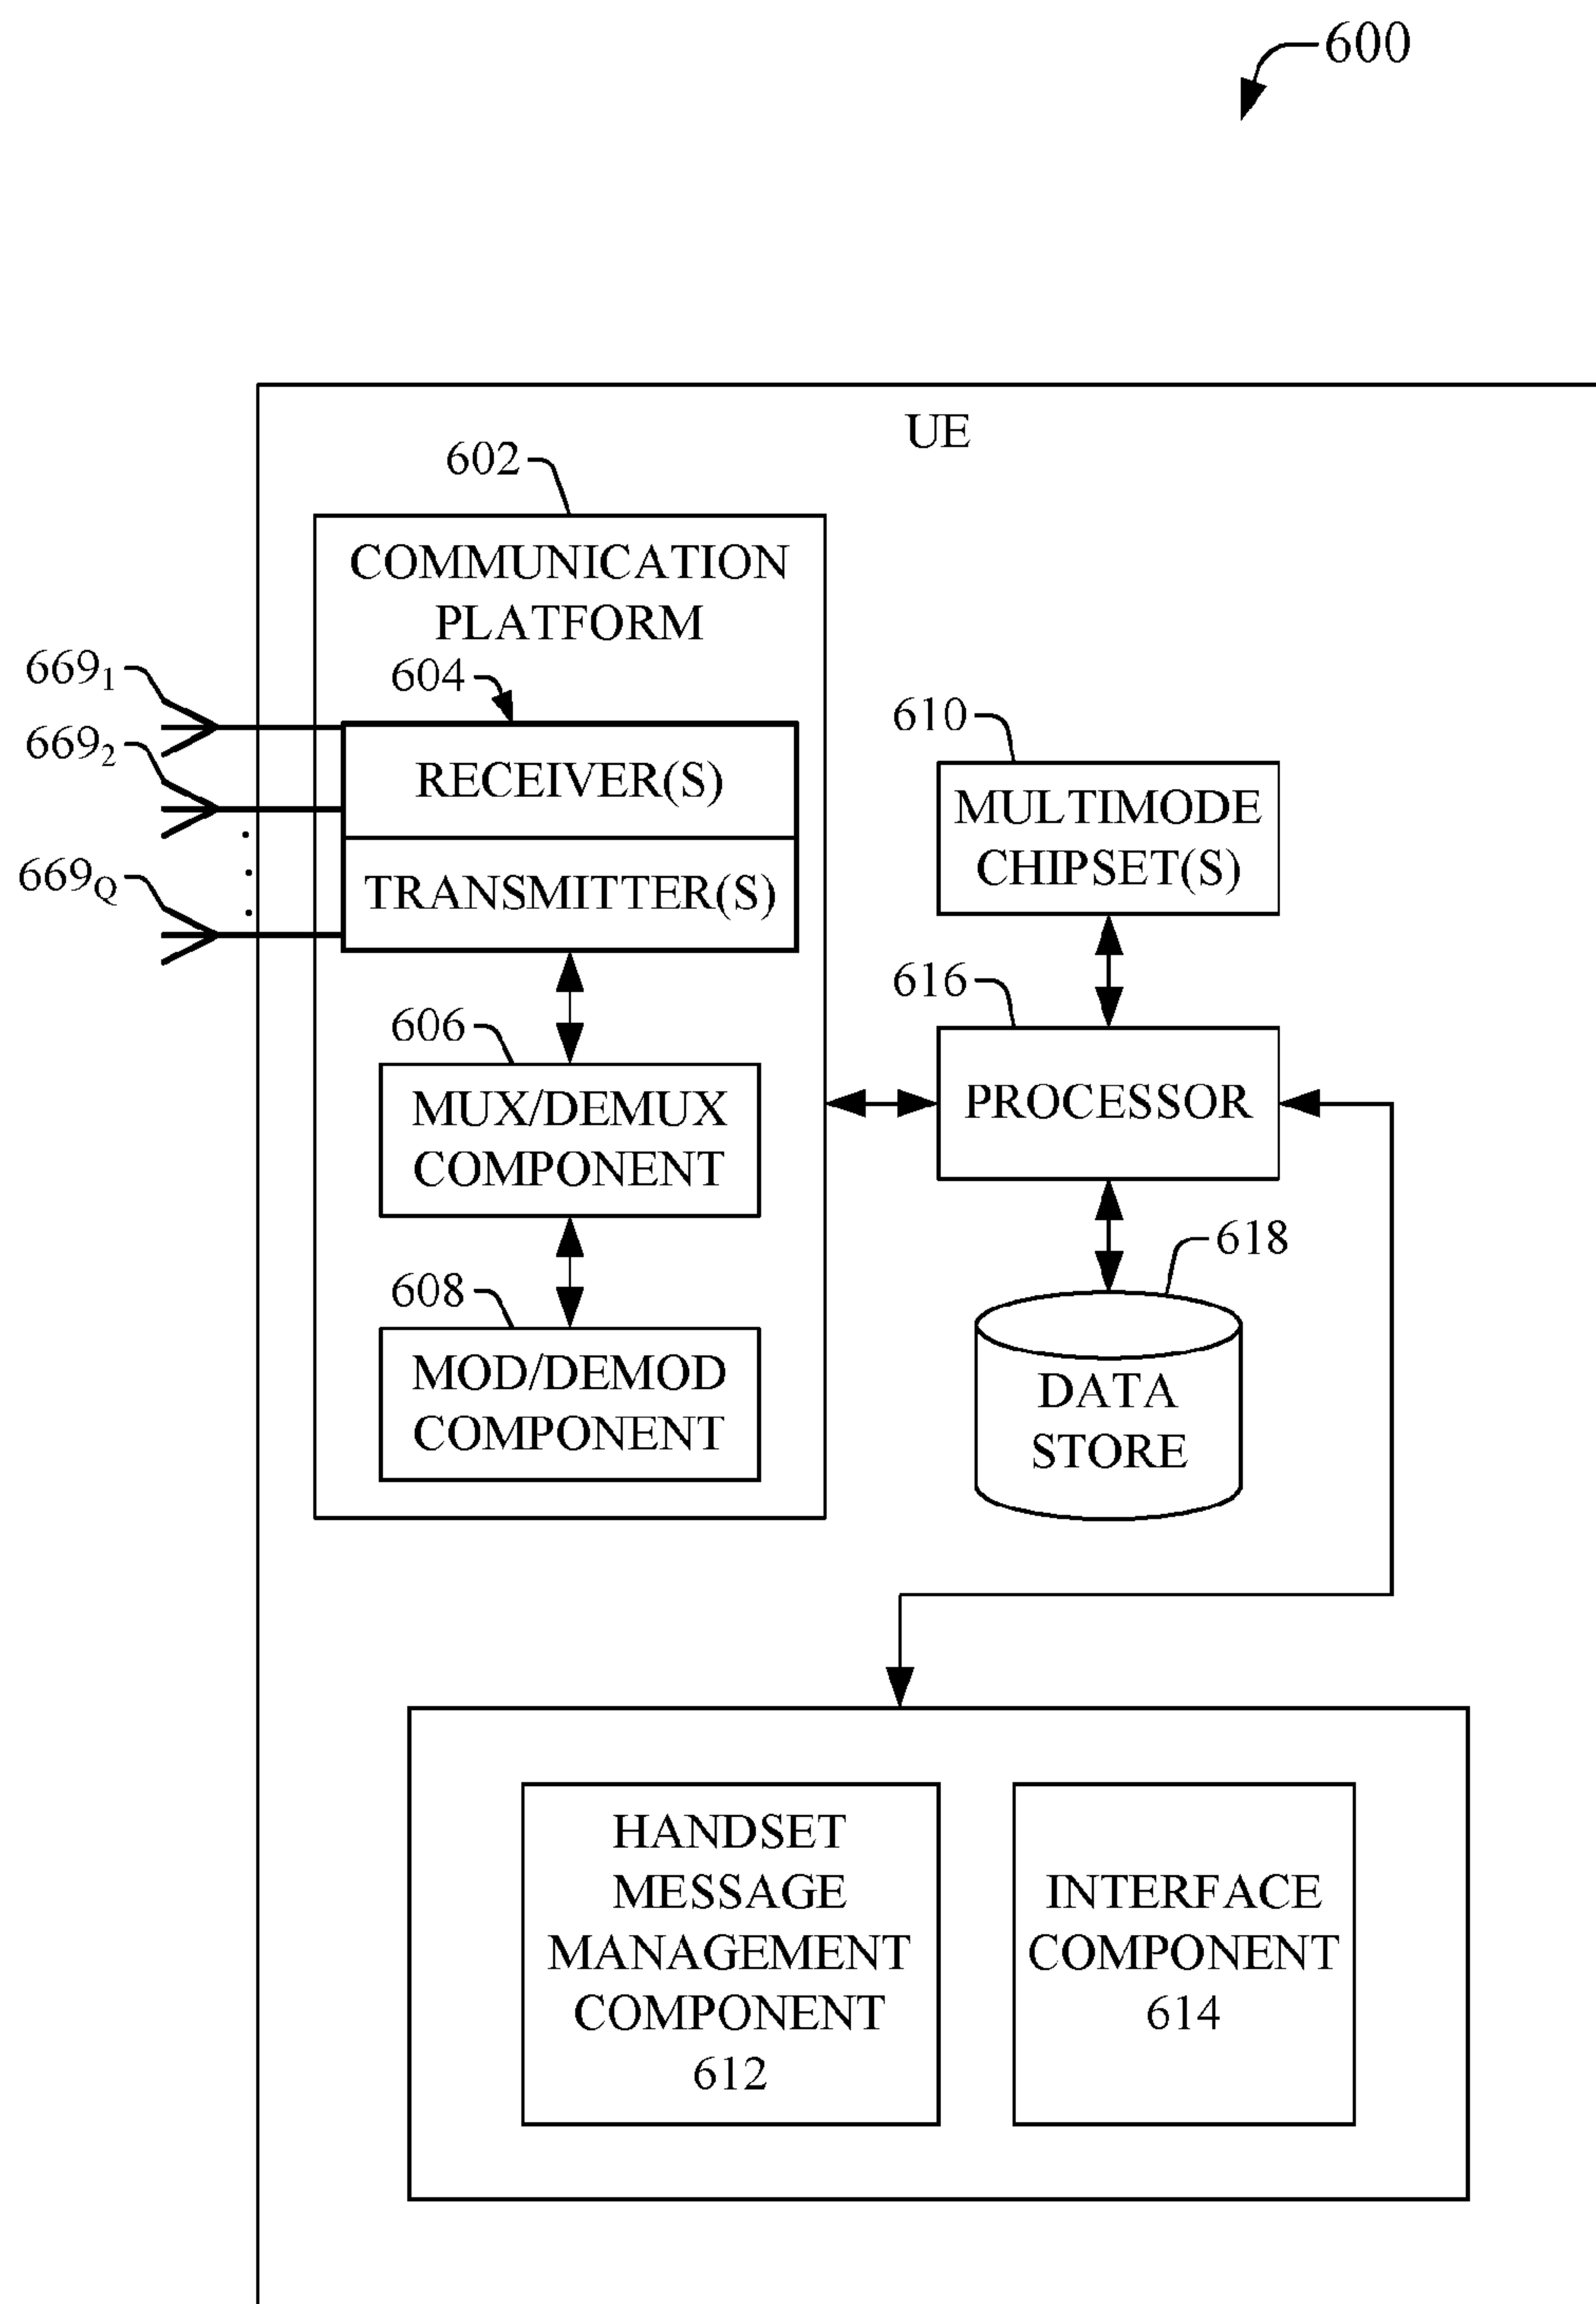 600
UE
602
COMMUNICATION
PLATFORM
604
669₁
669₂
669Q
RECEIVER(S)
TRANSMITTER(S)
610
MULTIMODE
CHIPSET(S)
616
PROCESSOR
606
MUX/DEMUX
COMPONENT
618
DATA
STORE
608
MOD/DEMOD
COMPONENT
HANDSET
MESSAGE
MANAGEMENT
COMPONENT
612
INTERFACE
COMPONENT
614